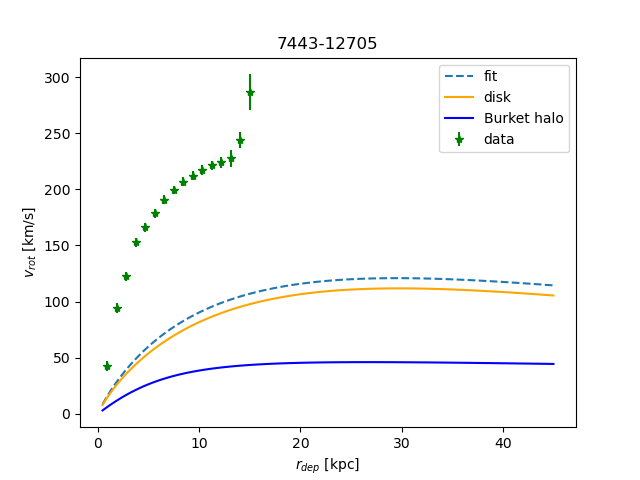 7443-12705
fit
disk
Burket halo
data
300
250
200
150
100
50
0
v_rot [km/s]
0 10 20 30 40
r_dep [kpc]